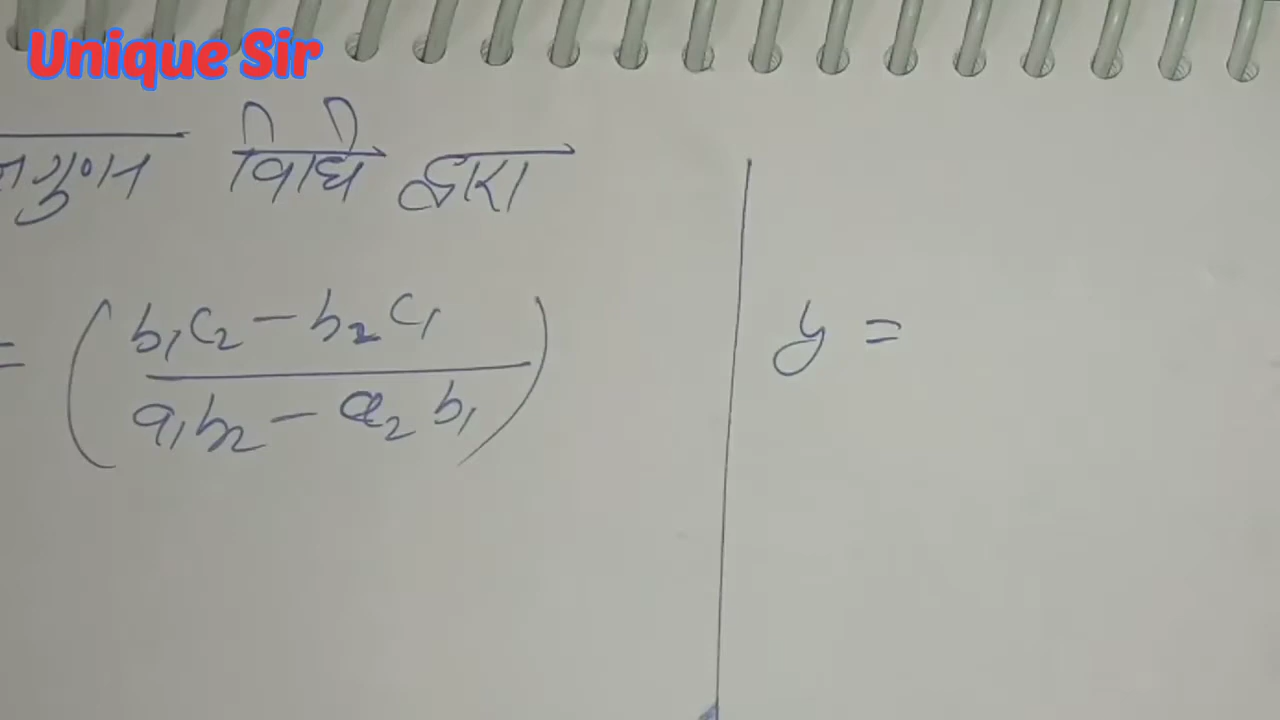 Unique Sir
विधि द्वारा
= (b₁c₂ - b₂c₁ / a₁b₂ - a₂b₁)
y =